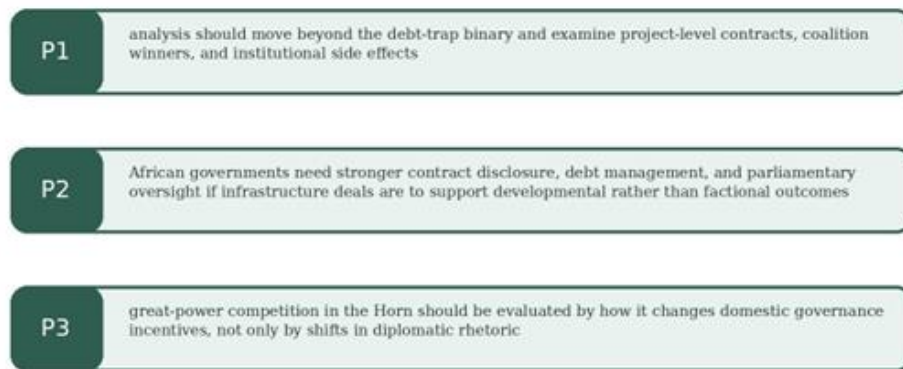 P1
analysis should move beyond the debt-trap binary and examine project-level contracts, coalition
winners, and institutional side effects
P2
African governments need stronger contract disclosure, debt management, and parliamentary
oversight if infrastructure deals are to support developmental rather than factional outcomes
P3
great-power competition in the Horn should be evaluated by how it changes domestic governance
incentives, not only by shifts in diplomatic rhetoric